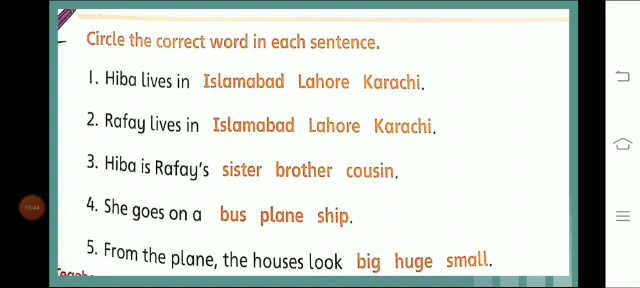 Circle the correct word in each sentence.
1. Hiba lives in Islamabad Lahore Karachi.
2. Rafay lives in Islamabad Lahore Karachi.
3. Hiba is Rafay's sister brother cousin.
4. She goes on a bus plane ship.
5. From the plane, the houses look big huge small.
15:44